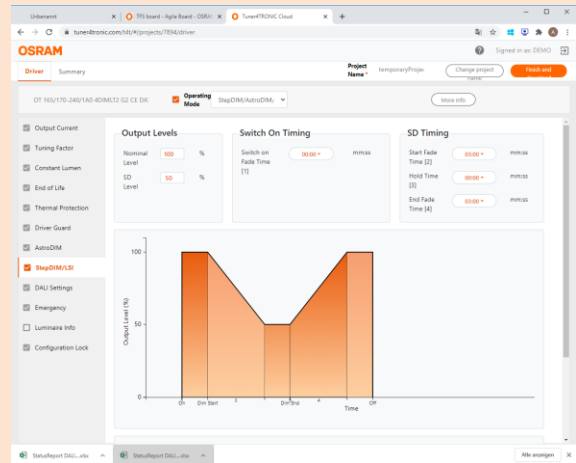 Unbenannt
TFS board - Agile Board - OSRAM
Tuner4TRONIC Cloud
tuner4tronic.com/t4t/#/projects/7894/driver
OSRAM
Signed in as: DEMO
Driver
Summary
Project Name *
temporaryProje
Change project name
Finish and
OT 165/170-240/1A0 4DIMLT2 G2 CE DA
Operating Mode
StepDIM/AstroDIM,
More Info
Output Current
Tuning Factor
Constant Lumen
End of Life
Thermal Protection
Driver Guard
AstroDIM
StepDIM/LSI
DALI Settings
Emergency
Luminaire Info
Configuration Lock
Output Levels
Nominal Level
100
%
SD Level
50
%
Switch On Timing
Switch on Fade Time [1]
00:00
mm:ss
SD Timing
Start Fade Time [2]
03:00
mm:ss
Hold Time [3]
00:00
mm:ss
End Fade Time [4]
03:00
mm:ss
Output Level (%)
100
50
0
On
Dim Start
Dim End
Off
Time
StatusReport DALI....xlsx
StatusReport DALI....xlsx
Alle anzeigen